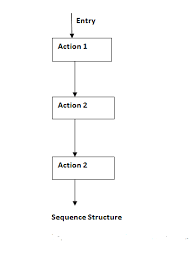 Entry
Action 1
Action 2
Action 2
Sequence Structure